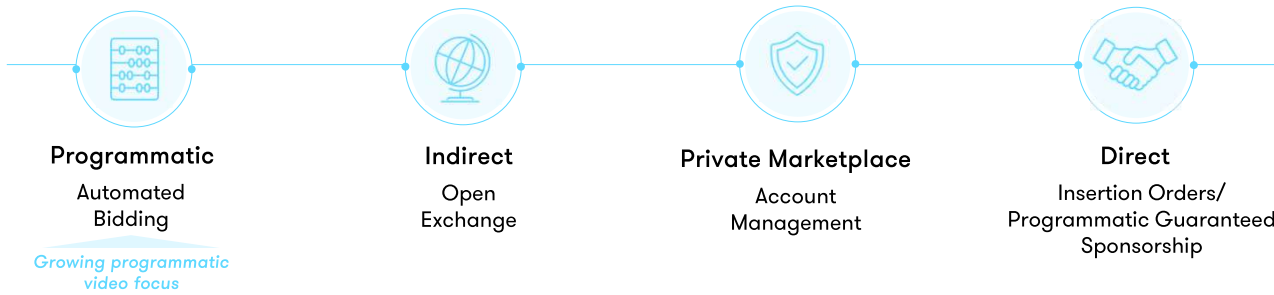 Programmatic
Automated
Bidding
Growing programmatic
video focus
Indirect
Open
Exchange
Private Marketplace
Account
Management
Direct
Insertion Orders/
Programmatic Guaranteed
Sponsorship